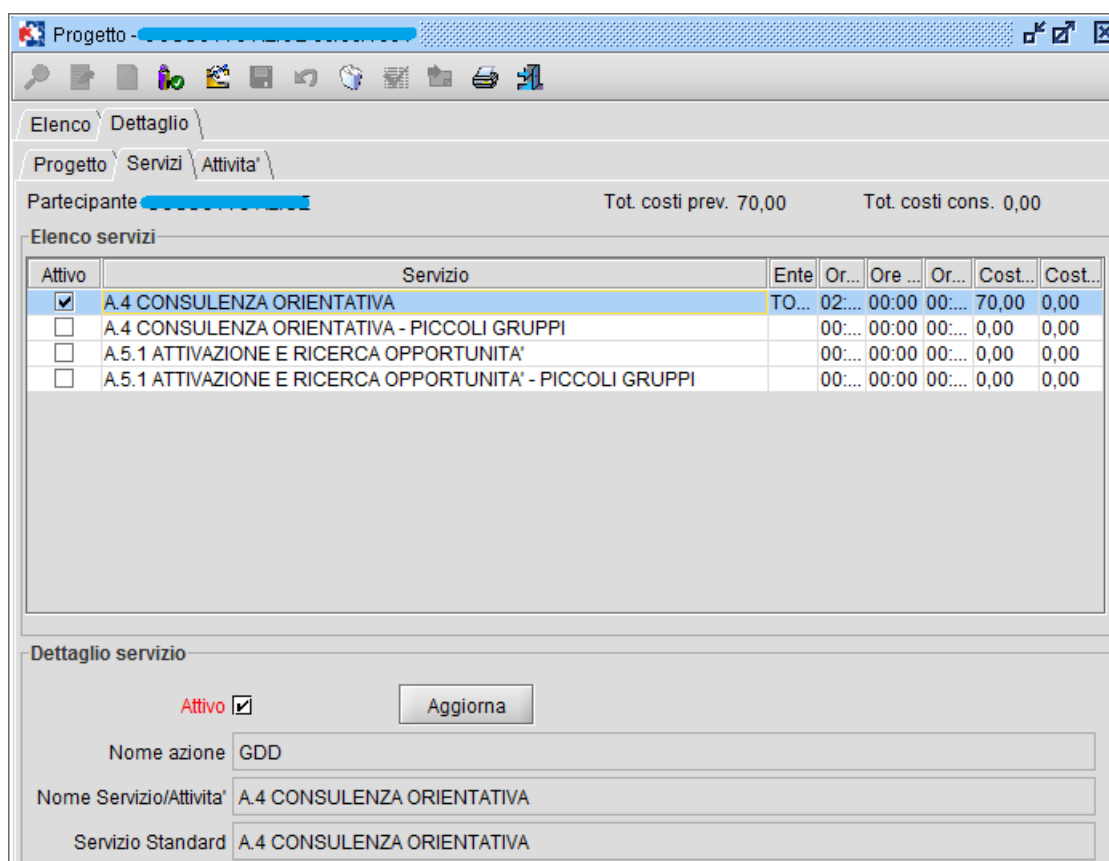 Progetto -
Elenco Dettaglio
Progetto Servizi Attivita'
Partecipante Tot. costi prev. 70,00 Tot. costi cons. 0,00
Elenco servizi
Attivo Servizio Ente Or... Ore ... Or... Cost... Cost...
A.4 CONSULENZA ORIENTATIVA TO... 02:... 00:00 00:... 70,00 0,00
A.4 CONSULENZA ORIENTATIVA - PICCOLI GRUPPI 00:... 00:00 00:... 0,00 0,00
A.5.1 ATTIVAZIONE E RICERCA OPPORTUNITA' 00:... 00:00 00:... 0,00 0,00
A.5.1 ATTIVAZIONE E RICERCA OPPORTUNITA' - PICCOLI GRUPPI 00:... 00:00 00:... 0,00 0,00
Dettaglio servizio
Attivo Aggiorna
Nome azione GDD
Nome Servizio/Attivita' A.4 CONSULENZA ORIENTATIVA
Servizio Standard A.4 CONSULENZA ORIENTATIVA